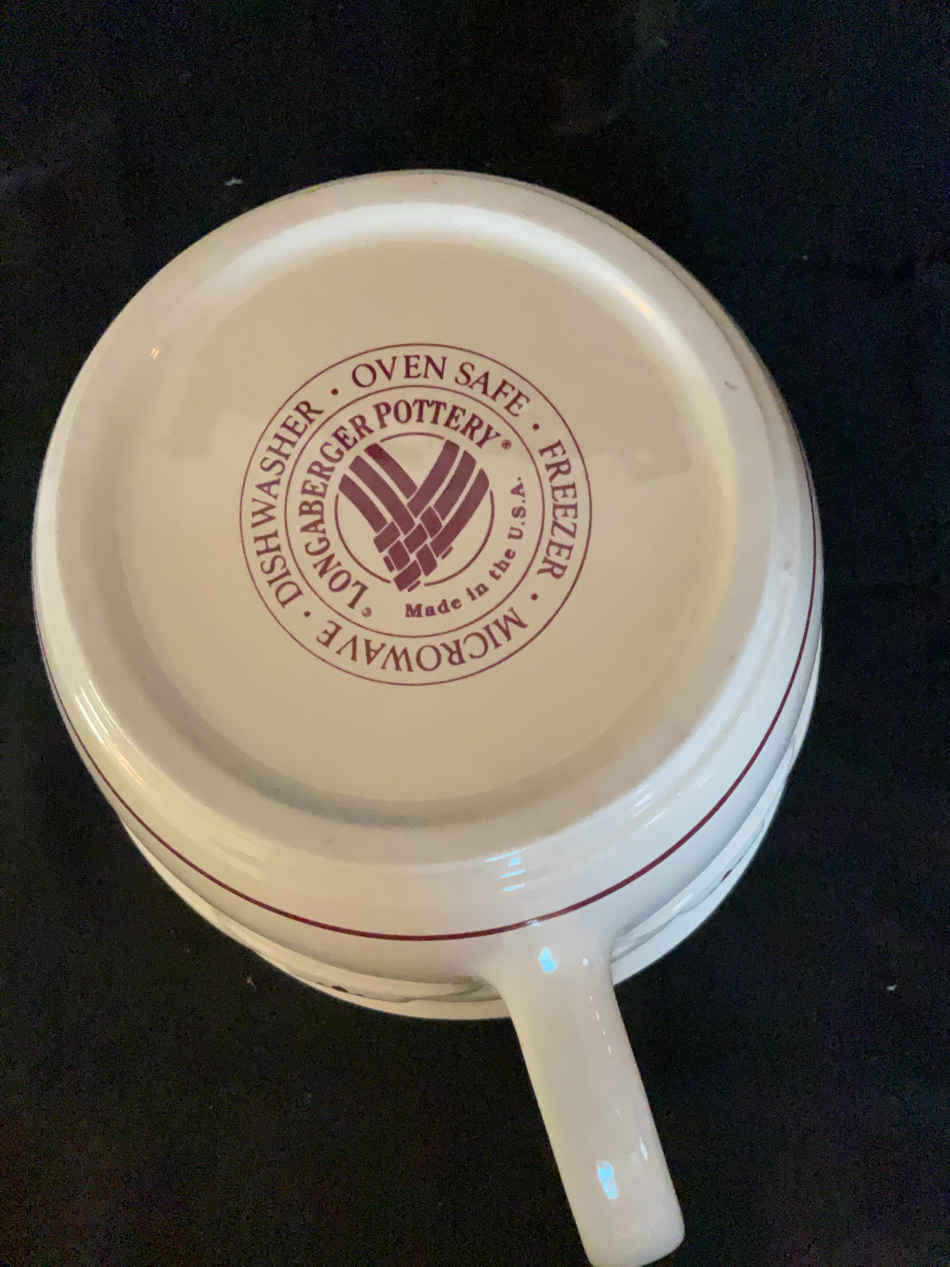 DISHWASHER · OVEN SAFE · FREEZER · MICROWAVE ·
LONGABERGER POTTERY®
Made in the U.S.A.
®